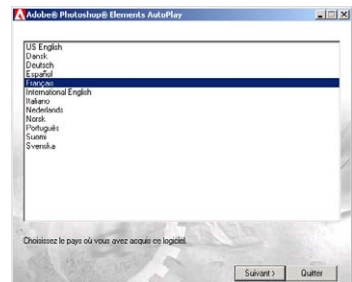 Adobe® Photoshop® Elements AutoPlay
US English
Dansk
Deutsch
Español
Français
International English
Italiano
Nederlands
Norsk
Português
Suomi
Svenska
Choisissez le pays où vous avez acquis ce logiciel.
Suivant > Quitter